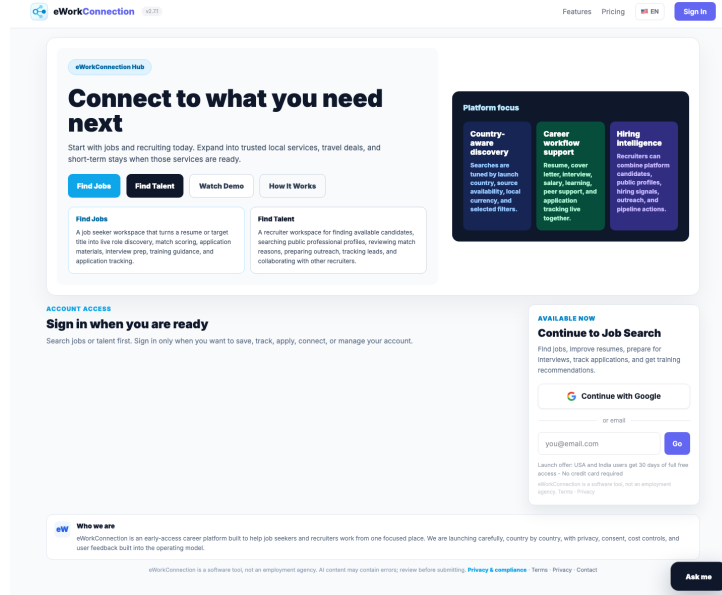 eWorkConnection v2.7.1
Features Pricing EN Sign In
eWorkConnection Hub
Connect to what you need
next
Start with jobs and recruiting today. Expand into trusted local services, travel deals, and
short-term stays when those services are ready.
Find Jobs Find Talent Watch Demo How It Works
Find Jobs
A job seeker workspace that turns a resume or target
title into live role discovery, match scoring, application
materials, interview prep, training guidance, and
application tracking.
Find Talent
A recruiter workspace for finding available candidates,
searching public professional profiles, reviewing match
reasons, preparing outreach, tracking leads, and
collaborating with other recruiters.
Platform focus
Country-
aware
discovery
Searches are
tuned by launch
country, source
availability, local
currency, and
selected filters.
Career
workflow
support
Resume, cover
letter, interview,
salary, learning,
peer support, and
application
tracking live
together.
Hiring
intelligence
Recruiters can
combine platform
candidates,
public profiles,
hiring signals,
outreach, and
pipeline actions.
ACCOUNT ACCESS
Sign in when you are ready
Search jobs or talent first. Sign in only when you want to save, track, apply, connect, or manage your account.
AVAILABLE NOW
Continue to Job Search
Find jobs, improve resumes, prepare for
interviews, track applications, and get training
recommendations.
Continue with Google
or email
you@email.com Go
Launch offer: USA and India users get 30 days of full free
access - No credit card required
eWorkConnection is a software tool, not an employment
agency. Terms · Privacy
eW
Who we are
eWorkConnection is an early-access career platform built to help job seekers and recruiters work from one focused place. We are launching carefully, country by country, with privacy, consent, cost controls, and
user feedback built into the operating model.
eWorkConnection is a software tool, not an employment agency. AI content may contain errors; review before submitting. Privacy & compliance · Terms · Privacy · Contact
Ask me